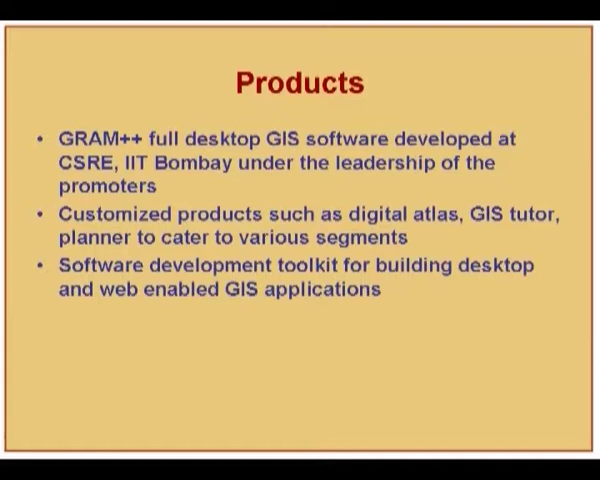 Products
• GRAM++ full desktop GIS software developed at
CSRE, IIT Bombay under the leadership of the
promoters
• Customized products such as digital atlas, GIS tutor,
planner to cater to various segments
• Software development toolkit for building desktop
and web enabled GIS applications